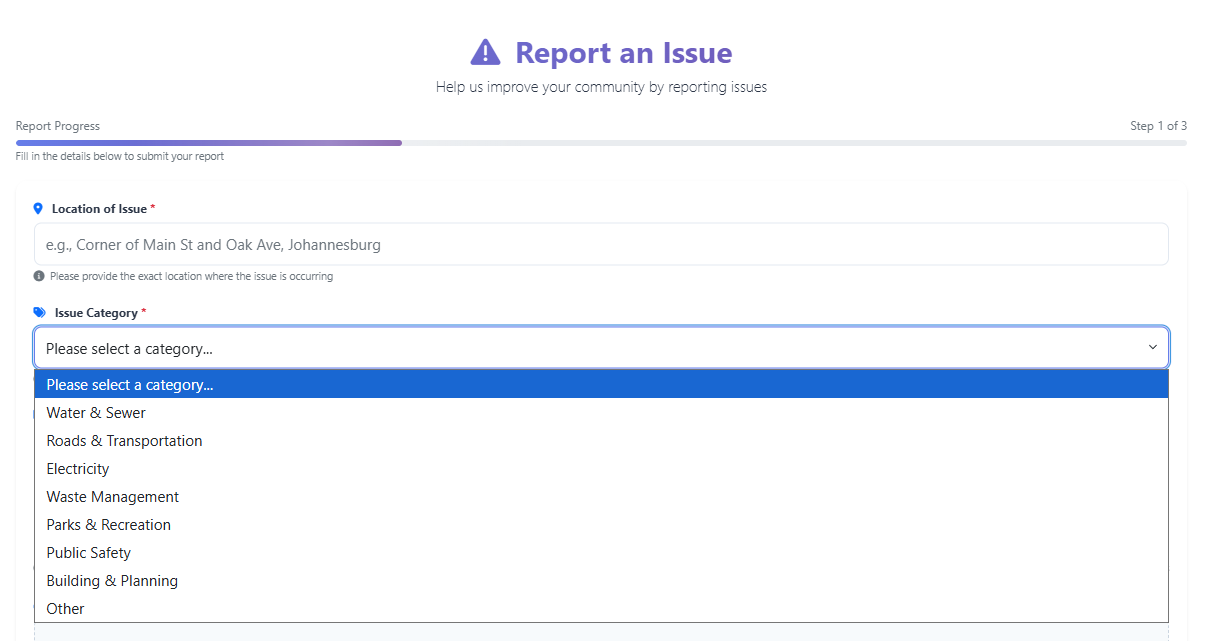 Report an Issue
Help us improve your community by reporting issues
Report Progress Step 1 of 3
Fill in the details below to submit your report
Location of Issue *
e.g., Corner of Main St and Oak Ave, Johannesburg
Please provide the exact location where the issue is occurring
Issue Category *
Please select a category...
Please select a category...
Water & Sewer
Roads & Transportation
Electricity
Waste Management
Parks & Recreation
Public Safety
Building & Planning
Other